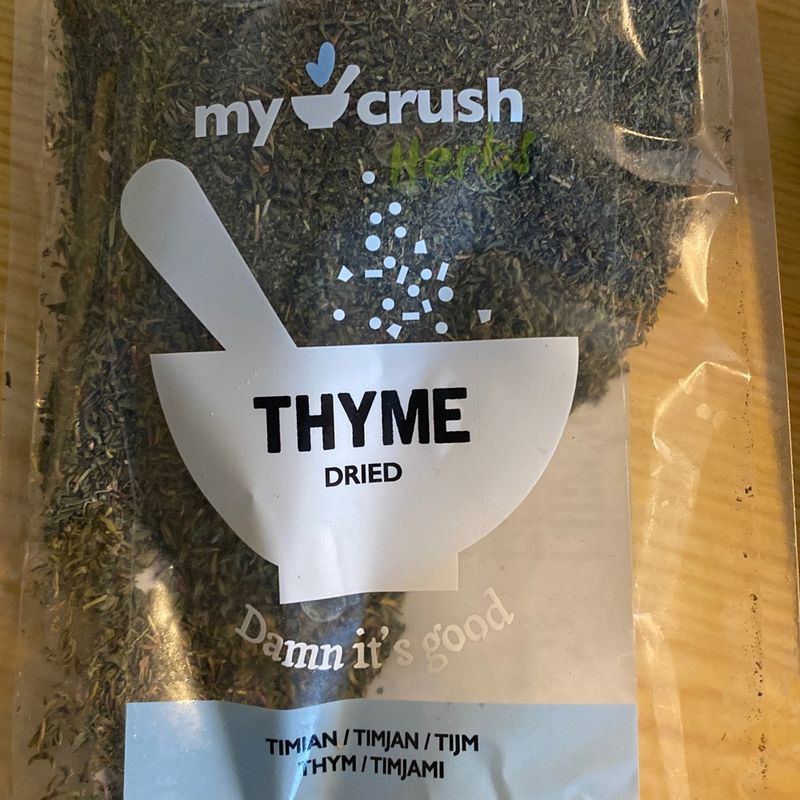 my crush
Herbs
THYME
DRIED
Damn it's good
TIMIAN / TIMJAN / TIJM
THYM / TIMJAMI